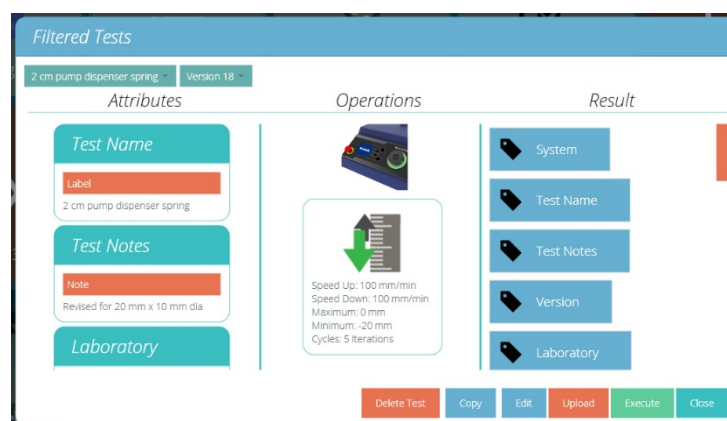 Filtered Tests
2 cm pump dispenser spring
Version 18
Attributes
Operations
Result
Test Name
Label
2 cm pump dispenser spring
Test Notes
Note
Revised for 20 mm x 10 mm dia
Laboratory
Speed Up: 100 mm/min
Speed Down: 100 mm/min
Maximum: 0 mm
Minimum: -20 mm
Cycles: 5 Iterations
System
Test Name
Test Notes
Version
Laboratory
Delete Test
Copy
Edit
Upload
Execute
Close